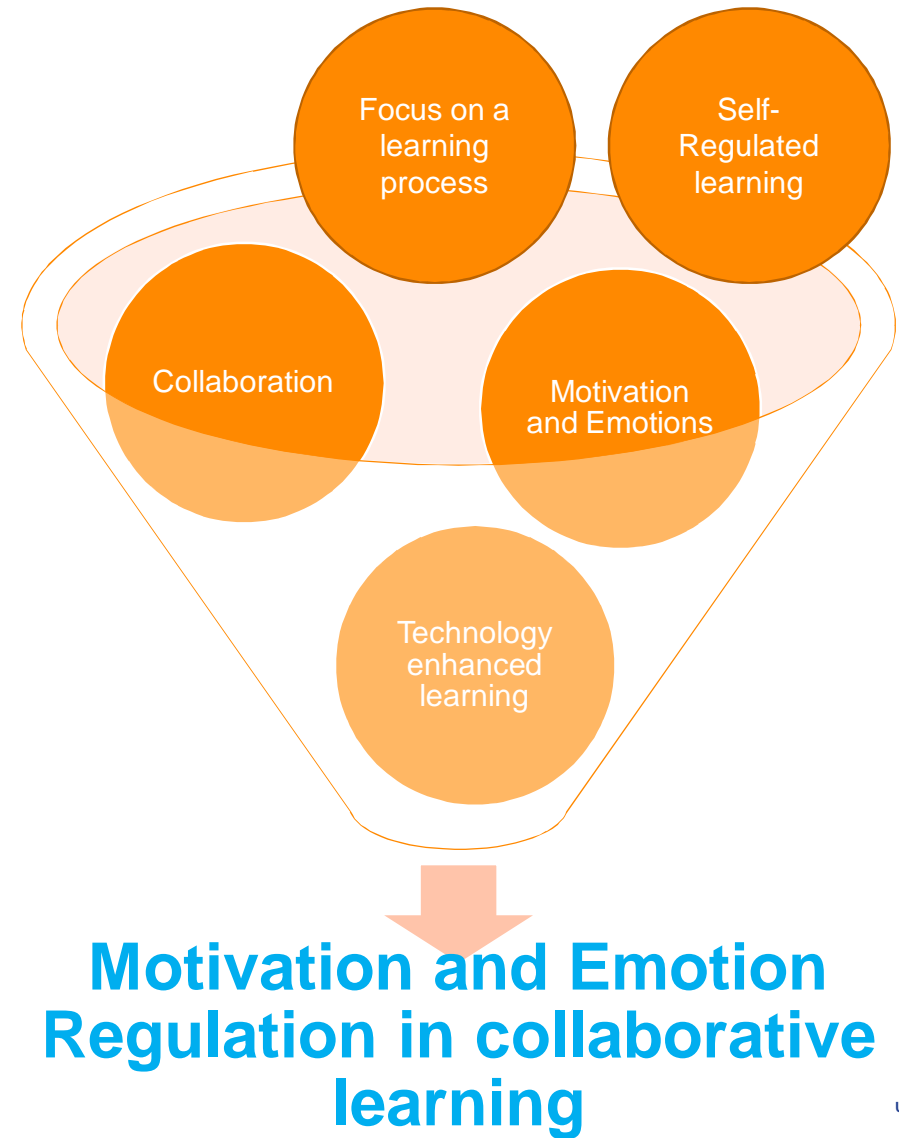 Focus on a
learning
process
Self-
Regulated
learning
Collaboration
Motivation
and Emotions
Technology
enhanced
learning
Motivation and Emotion
Regulation in collaborative
learning